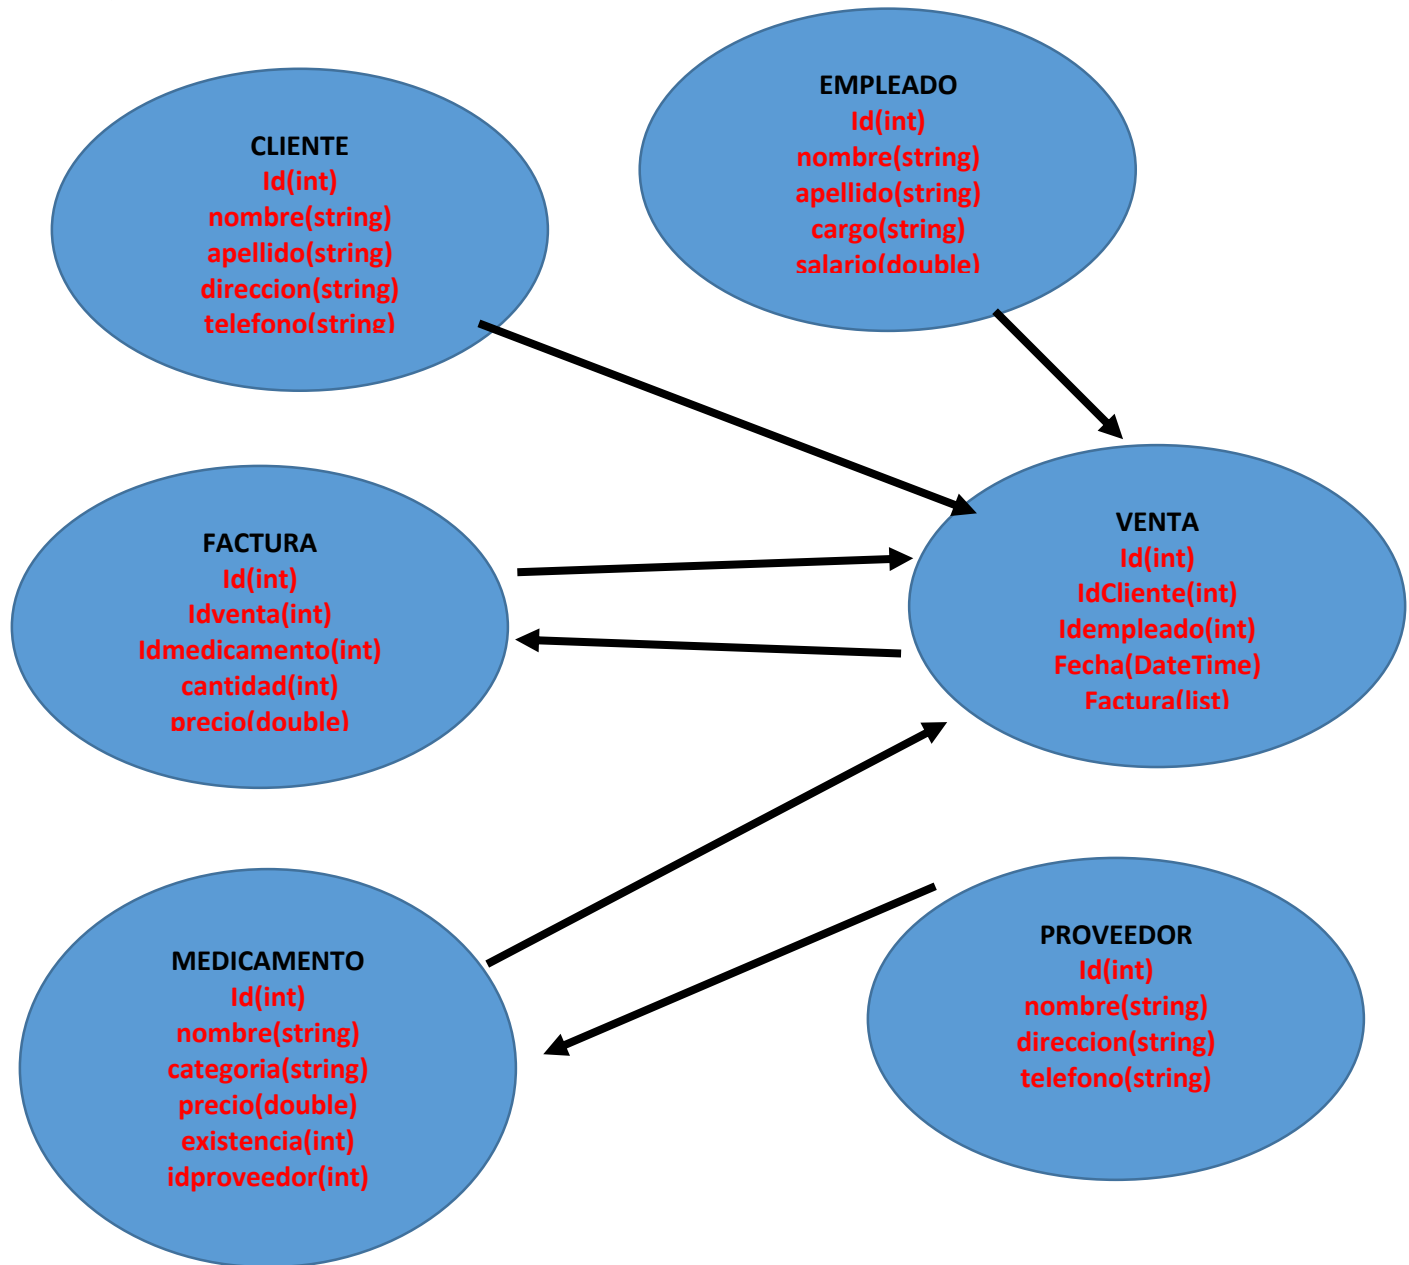 EMPLEADO
Id(int)
nombre(string)
apellido(string)
cargo(string)
salario(double)
CLIENTE
Id(int)
nombre(string)
apellido(string)
direccion(string)
telefono(string)
FACTURA
Id(int)
Idventa(int)
Idmedicamento(int)
cantidad(int)
precio(double)
VENTA
Id(int)
IdCliente(int)
Idempleado(int)
Fecha(DateTime)
Factura(list)
MEDICAMENTO
Id(int)
nombre(string)
categoria(string)
precio(double)
existencia(int)
idproveedor(int)
PROVEEDOR
Id(int)
nombre(string)
direccion(string)
telefono(string)